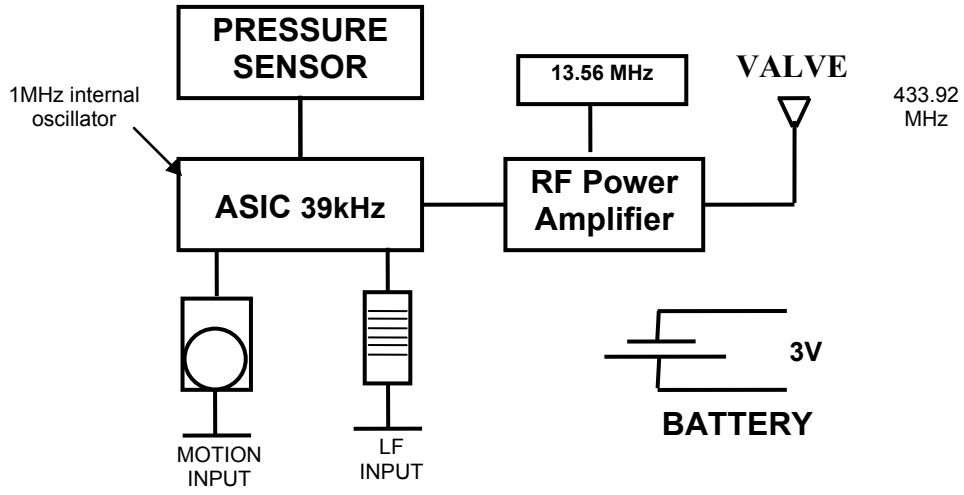 PRESSURE
SENSOR
1MHz internal
oscillator
13.56 MHz
VALVE
433.92
MHz
ASIC 39kHz
RF Power
Amplifier
3V
BATTERY
MOTION
INPUT
LF
INPUT